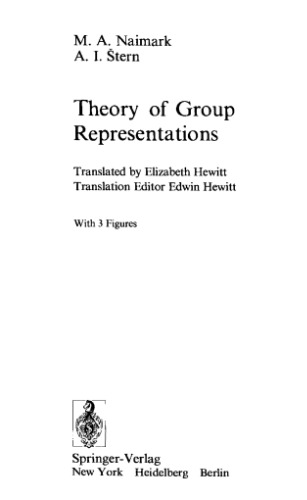 M. A. Naimark
A. I. Štern
Theory of Group
Representations
Translated by Elizabeth Hewitt
Translation Editor Edwin Hewitt
With 3 Figures
Springer-Verlag
New York Heidelberg Berlin